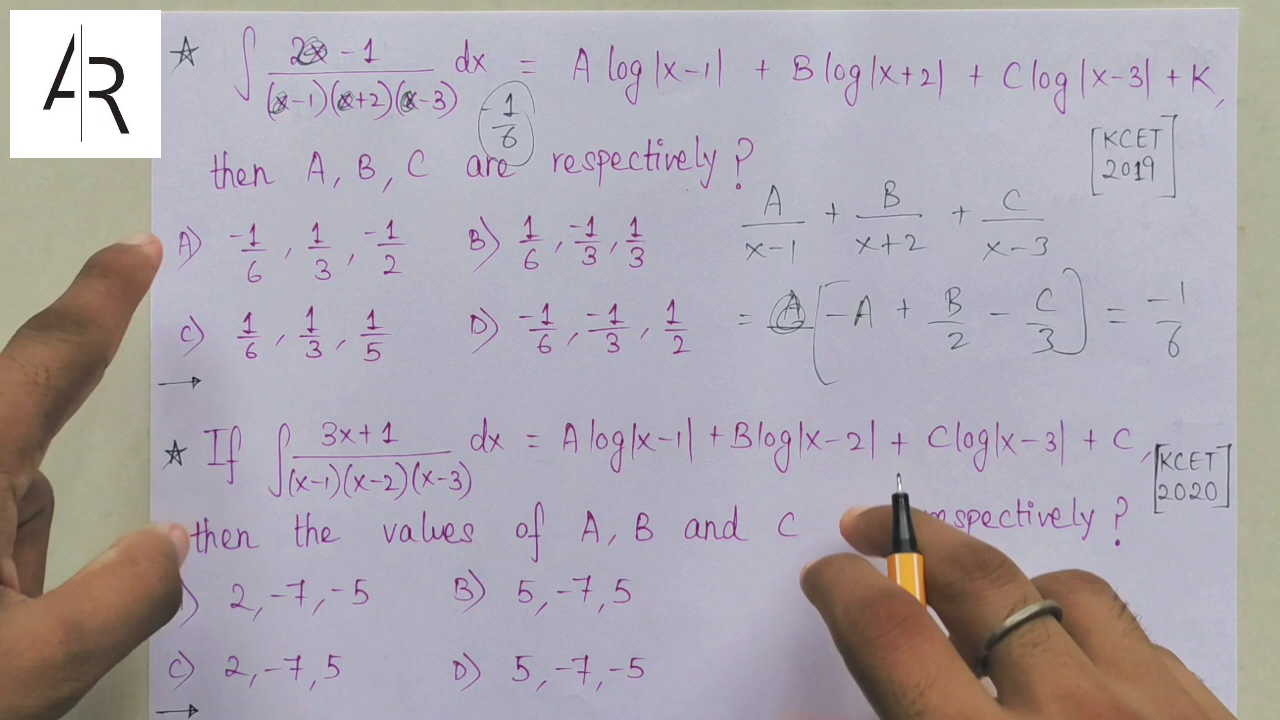 AR
☆ ∫ (2x - 1)/((x-1)(x+2)(x-3)) dx = A log|x-1| + B log|x+2| + C log|x-3| + K,
-1/6
then A, B, C are respectively?
[KCET 2019]
A/(x-1) + B/(x+2) + C/(x-3)
A) -1/6, 1/3, -1/2 B) 1/6, -1/3, 1/3
= [-A + B/2 - C/3] = -1/6
C) 1/6, 1/3, 1/5 D) -1/6, -1/3, 1/2
→
☆ If ∫ (3x+1)/((x-1)(x-2)(x-3)) dx = A log|x-1| + B log|x-2| + C log|x-3| + C,
[KCET 2020]
then the values of A, B and C respectively?
) 2, -7, -5 B) 5, -7, 5
C) 2, -7, 5 D) 5, -7, -5
→